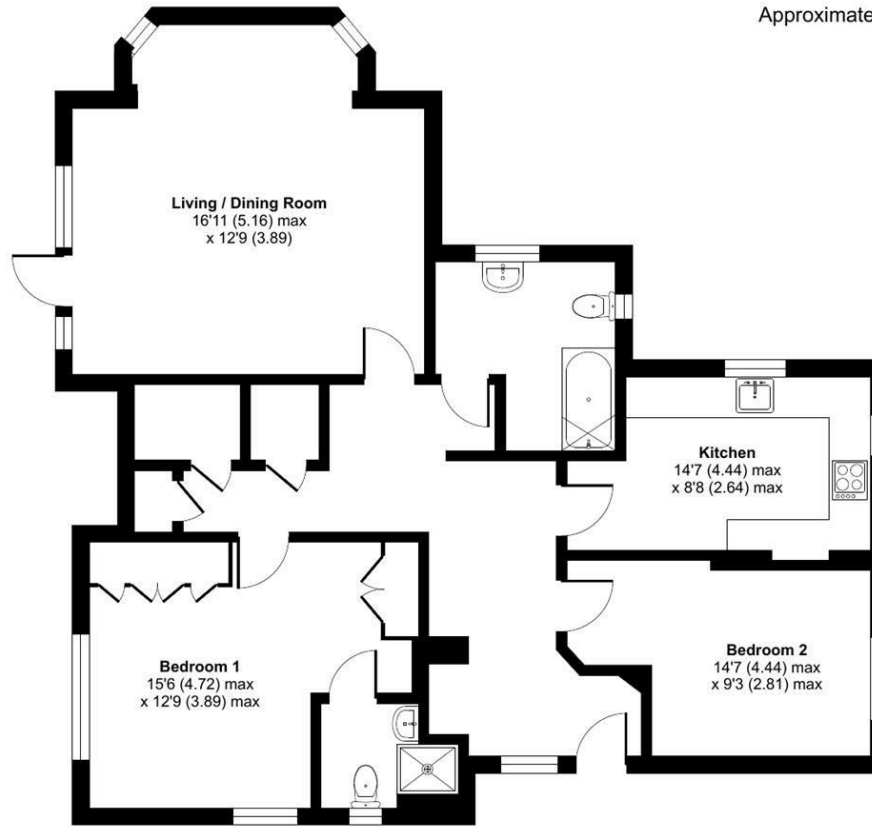 Approximate
Living / Dining Room
16'11 (5.16) max
x 12'9 (3.89)
Kitchen
14'7 (4.44) max
x 8'8 (2.64) max
Bedroom 1
15'6 (4.72) max
x 12'9 (3.89) max
Bedroom 2
14'7 (4.44) max
x 9'3 (2.81) max